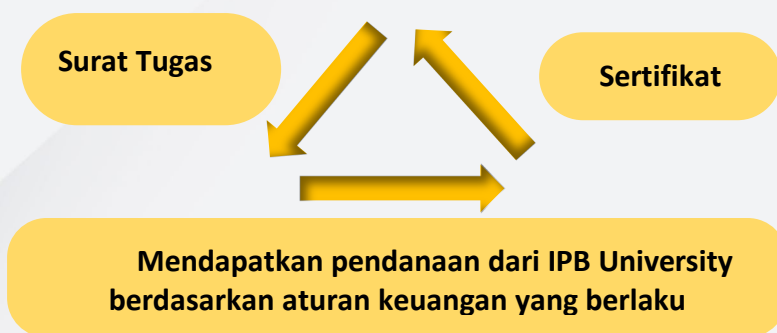 Surat Tugas
Sertifikat
Mendapatkan pendanaan dari IPB University
berdasarkan aturan keuangan yang berlaku